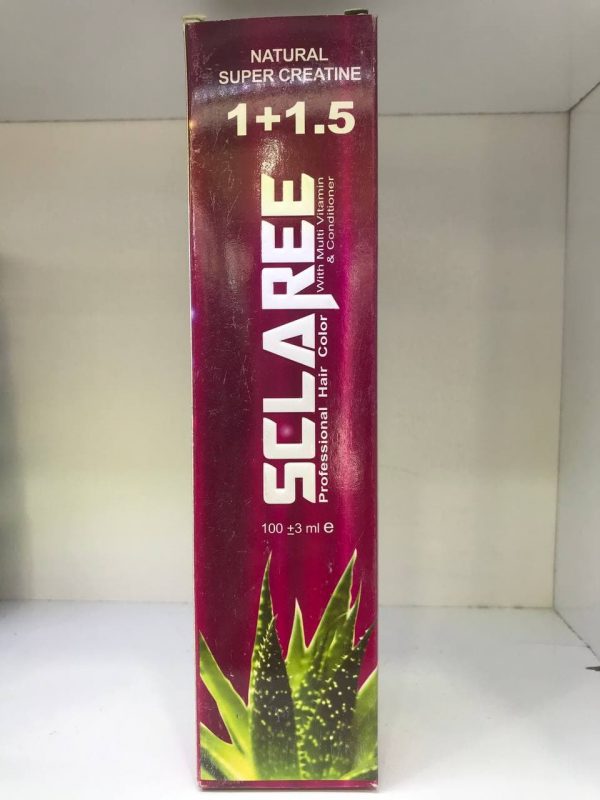 NATURAL
SUPER CREATINE
1+1.5
SCLAREE
Professional Hair Color
With Multi Vitamin
& Conditioner
100 ±3 ml e